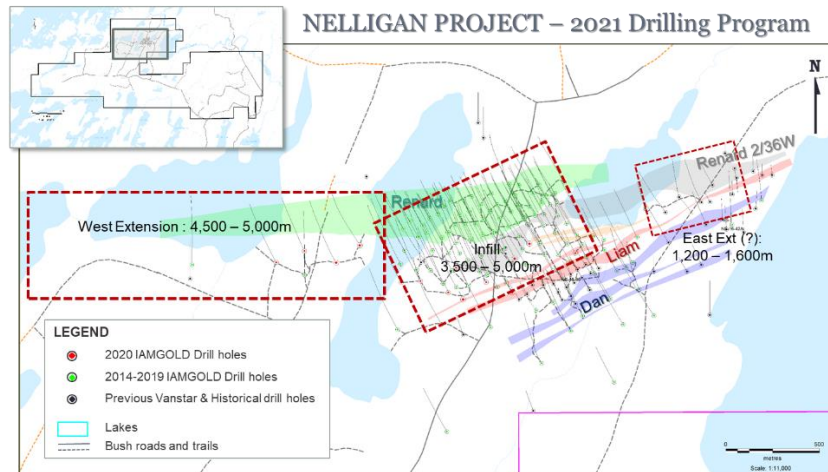 NELLIGAN PROJECT – 2021 Drilling Program
N
Renard 2/36W
Renard
West Extension : 4,500 – 5,000m
Infill :
3,500 – 5,000m
East Ext (?):
1,200 – 1,600m
Liam
Dan
LEGEND
2020 IAMGOLD Drill holes
2014-2019 IAMGOLD Drill holes
Previous Vanstar & Historical drill holes
Lakes
Bush roads and trails
0
500
metres
Scale: 1:11,000